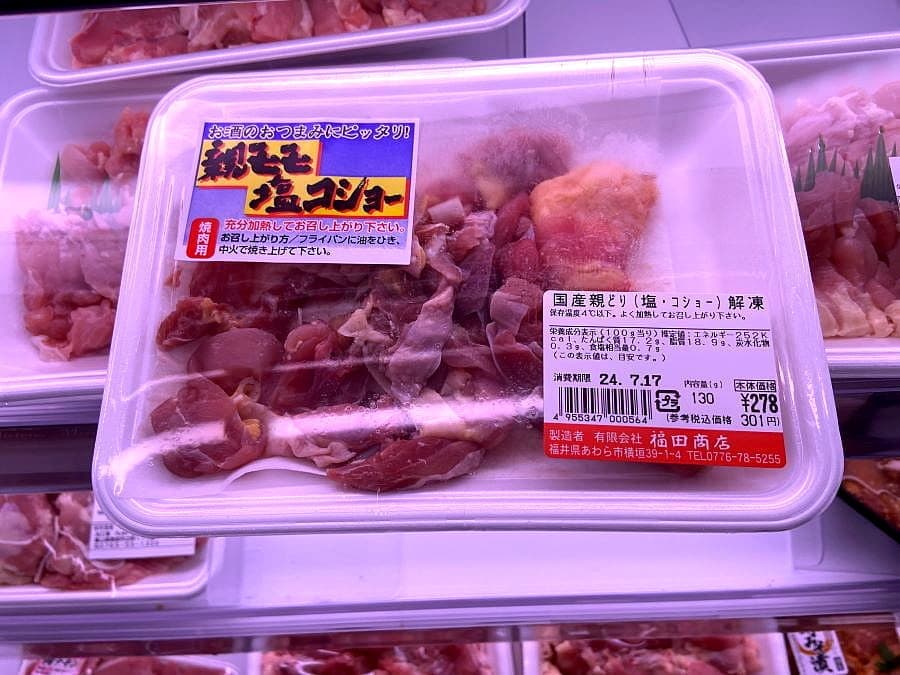 お酒のおつまみにピッタリ!
親モモ
塩コショー
焼肉用
充分加熱してお召し上がり下さい。
お召し上がり方/フライパンに油をひき、
中火で焼き上げて下さい。
国産親どり(塩・コショー)解凍
保存温度4℃以下。よく加熱してお召し上がり下さい。
栄養成分表示(100g当り)推定値:エネルギー252K
cal、たんぱく質17.2g、脂質18.9g、炭水化物
0.3g、食塩相当量0.7g
(この表示値は、目安です。)
消費期限 24.7.17 内容量(g) 本体価格
プラ 130 ¥278
4 955347 000564 (参考税込価格 301円)
製造者 有限会社 福田商店
福井県あわら市横垣39-1-4 TEL0776-78-5255